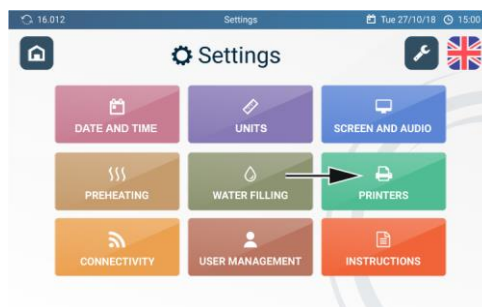 16.012 Settings Tue 27/10/18 15:00
Settings
DATE AND TIME UNITS SCREEN AND AUDIO
PREHEATING WATER FILLING PRINTERS
CONNECTIVITY USER MANAGEMENT INSTRUCTIONS